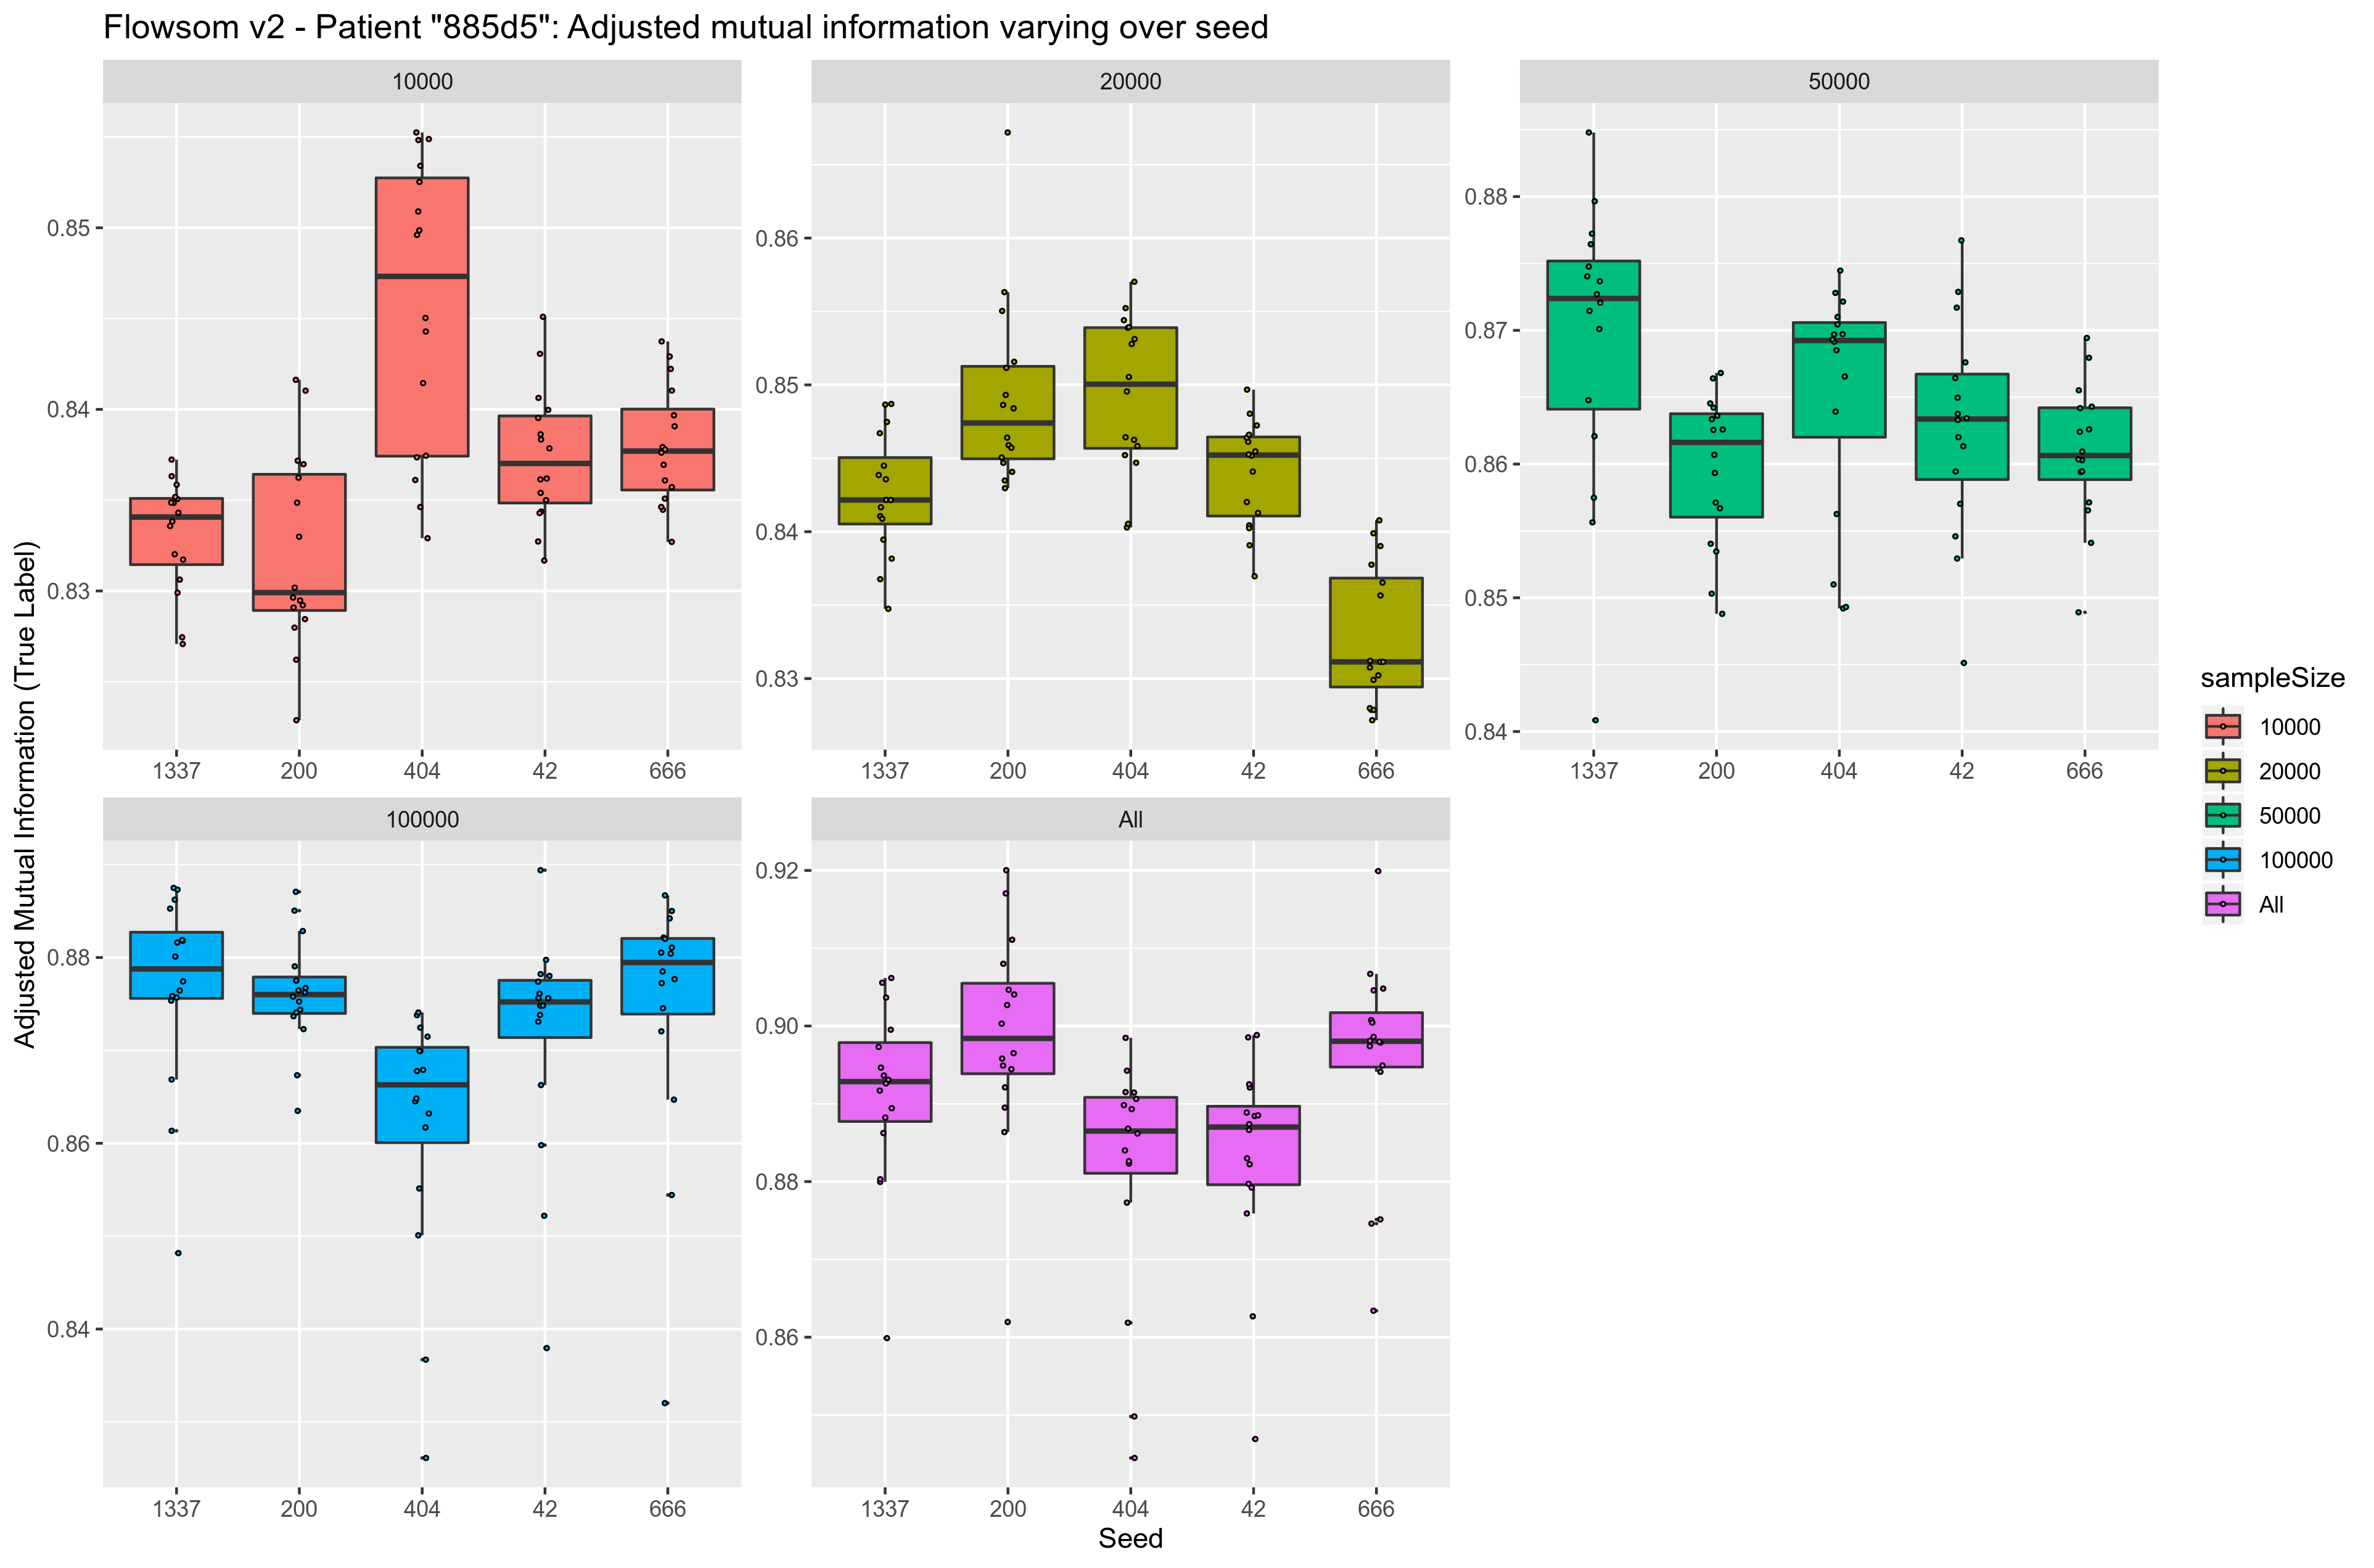 Flowsom v2 - Patient "885d5": Adjusted mutual information varying over seed
10000
20000
50000
0.85
0.84
0.83
0.86
0.85
0.84
0.83
0.88
0.87
0.86
0.85
0.84
1337 200 404 42 666
1337 200 404 42 666
1337 200 404 42 666
100000
All
0.88
0.86
0.84
0.92
0.90
0.88
0.86
1337 200 404 42 666
1337 200 404 42 666
Seed
Adjusted Mutual Information (True Label)
sampleSize
10000
20000
50000
100000
All